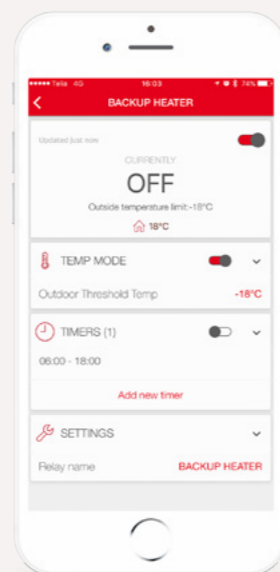 Telia 4G 16:03 74%
BACKUP HEATER
Updated just now
CURRENTLY
OFF
Outside temperature limit:-18°C
18°C
TEMP MODE
Outdoor Threshold Temp -18°C
TIMERS (1)
06:00 - 18:00
Add new timer
SETTINGS
Relay name BACKUP HEATER